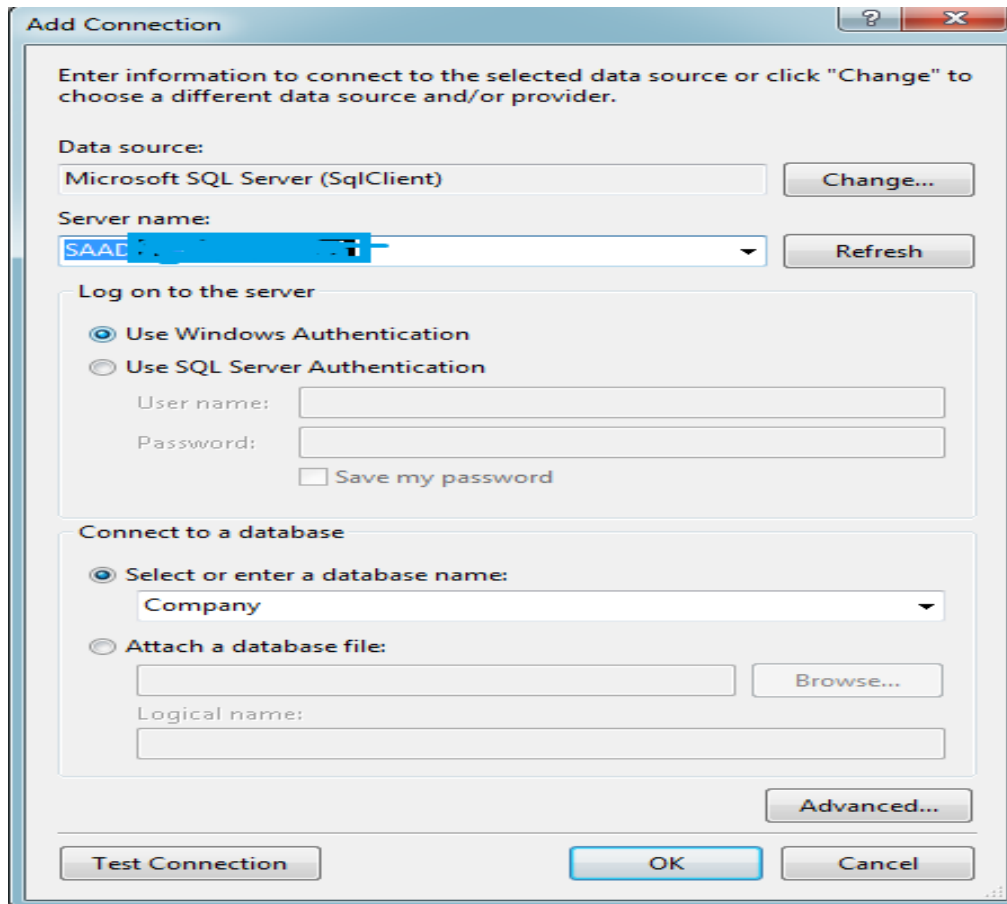 Add Connection
Enter information to connect to the selected data source or click "Change" to
choose a different data source and/or provider.
Data source:
Microsoft SQL Server (SqlClient)
Change...
Server name:
SAAD
Refresh
Log on to the server
Use Windows Authentication
Use SQL Server Authentication
User name:
Password:
Save my password
Connect to a database
Select or enter a database name:
Company
Attach a database file:
Browse...
Logical name:
Advanced...
Test Connection
OK
Cancel